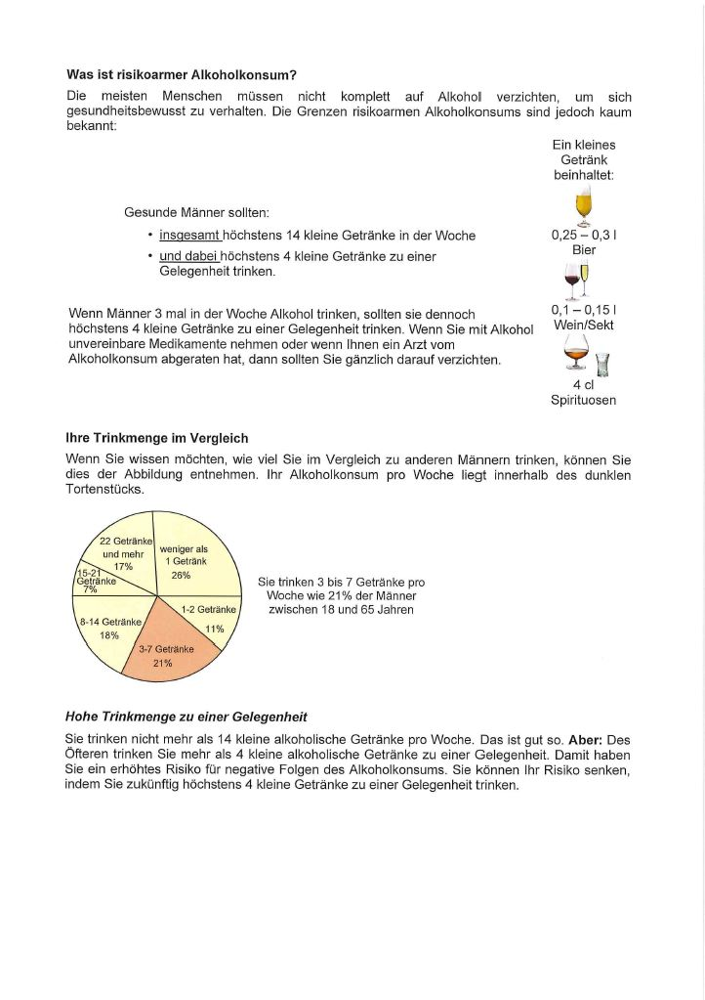 Was ist risikoarmer Alkoholkonsum?
Die meisten Menschen müssen nicht komplett auf Alkohol verzichten, um sich
gesundheitsbewusst zu verhalten. Die Grenzen risikoarmen Alkoholkonsums sind jedoch kaum
bekannt:
Ein kleines
Getränk
beinhaltet:
Gesunde Männer sollten:
• insgesamt höchstens 14 kleine Getränke in der Woche
• und dabei höchstens 4 kleine Getränke zu einer
Gelegenheit trinken.
0,25 – 0,3 l
Bier
0,1 – 0,15 l
Wein/Sekt
4 cl
Spirituosen
Wenn Männer 3 mal in der Woche Alkohol trinken, sollten sie dennoch
höchstens 4 kleine Getränke zu einer Gelegenheit trinken. Wenn Sie mit Alkohol
unvereinbare Medikamente nehmen oder wenn Ihnen ein Arzt vom
Alkoholkonsum abgeraten hat, dann sollten Sie gänzlich darauf verzichten.
Ihre Trinkmenge im Vergleich
Wenn Sie wissen möchten, wie viel Sie im Vergleich zu anderen Männern trinken, können Sie
dies der Abbildung entnehmen. Ihr Alkoholkonsum pro Woche liegt innerhalb des dunklen
Tortenstücks.
22 Getränke
und mehr
17%
weniger als
1 Getränk
26%
15-21
Getränke
7%
1-2 Getränke
11%
8-14 Getränke
18%
3-7 Getränke
21%
Sie trinken 3 bis 7 Getränke pro
Woche wie 21% der Männer
zwischen 18 und 65 Jahren
Hohe Trinkmenge zu einer Gelegenheit
Sie trinken nicht mehr als 14 kleine alkoholische Getränke pro Woche. Das ist gut so. Aber: Des
Öfteren trinken Sie mehr als 4 kleine alkoholische Getränke zu einer Gelegenheit. Damit haben
Sie ein erhöhtes Risiko für negative Folgen des Alkoholkonsums. Sie können Ihr Risiko senken,
indem Sie zukünftig höchstens 4 kleine Getränke zu einer Gelegenheit trinken.